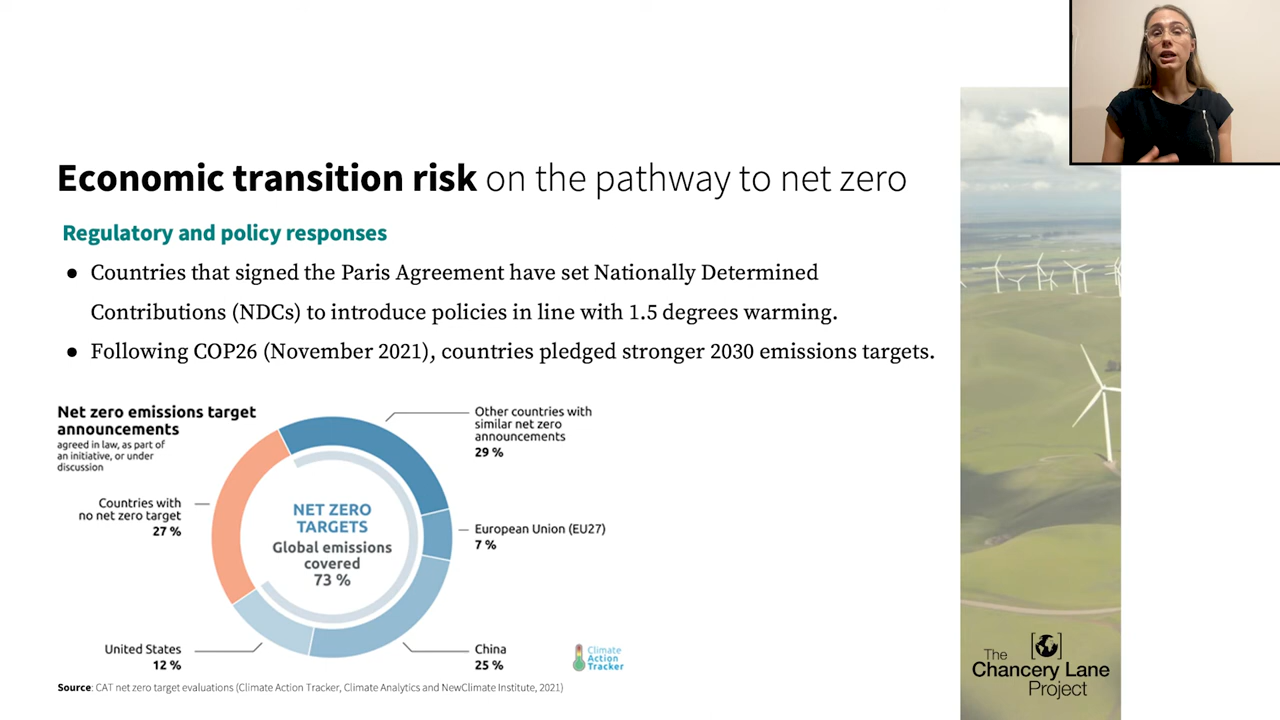 Economic transition risk on the pathway to net zero
Regulatory and policy responses
● Countries that signed the Paris Agreement have set Nationally Determined
Contributions (NDCs) to introduce policies in line with 1.5 degrees warming.
● Following COP26 (November 2021), countries pledged stronger 2030 emissions targets.
Net zero emissions target
announcements
agreed in law, as part of
an initiative, or under
discussion
Other countries with
similar net zero
announcements
29 %
Countries with
no net zero target
27 %
NET ZERO
TARGETS
Global emissions
covered
73 %
European Union (EU27)
7 %
United States
12 %
China
25 %
Climate
Action
Tracker
Source: CAT net zero target evaluations (Climate Action Tracker, Climate Analytics and NewClimate Institute, 2021)
The
Chancery Lane
Project